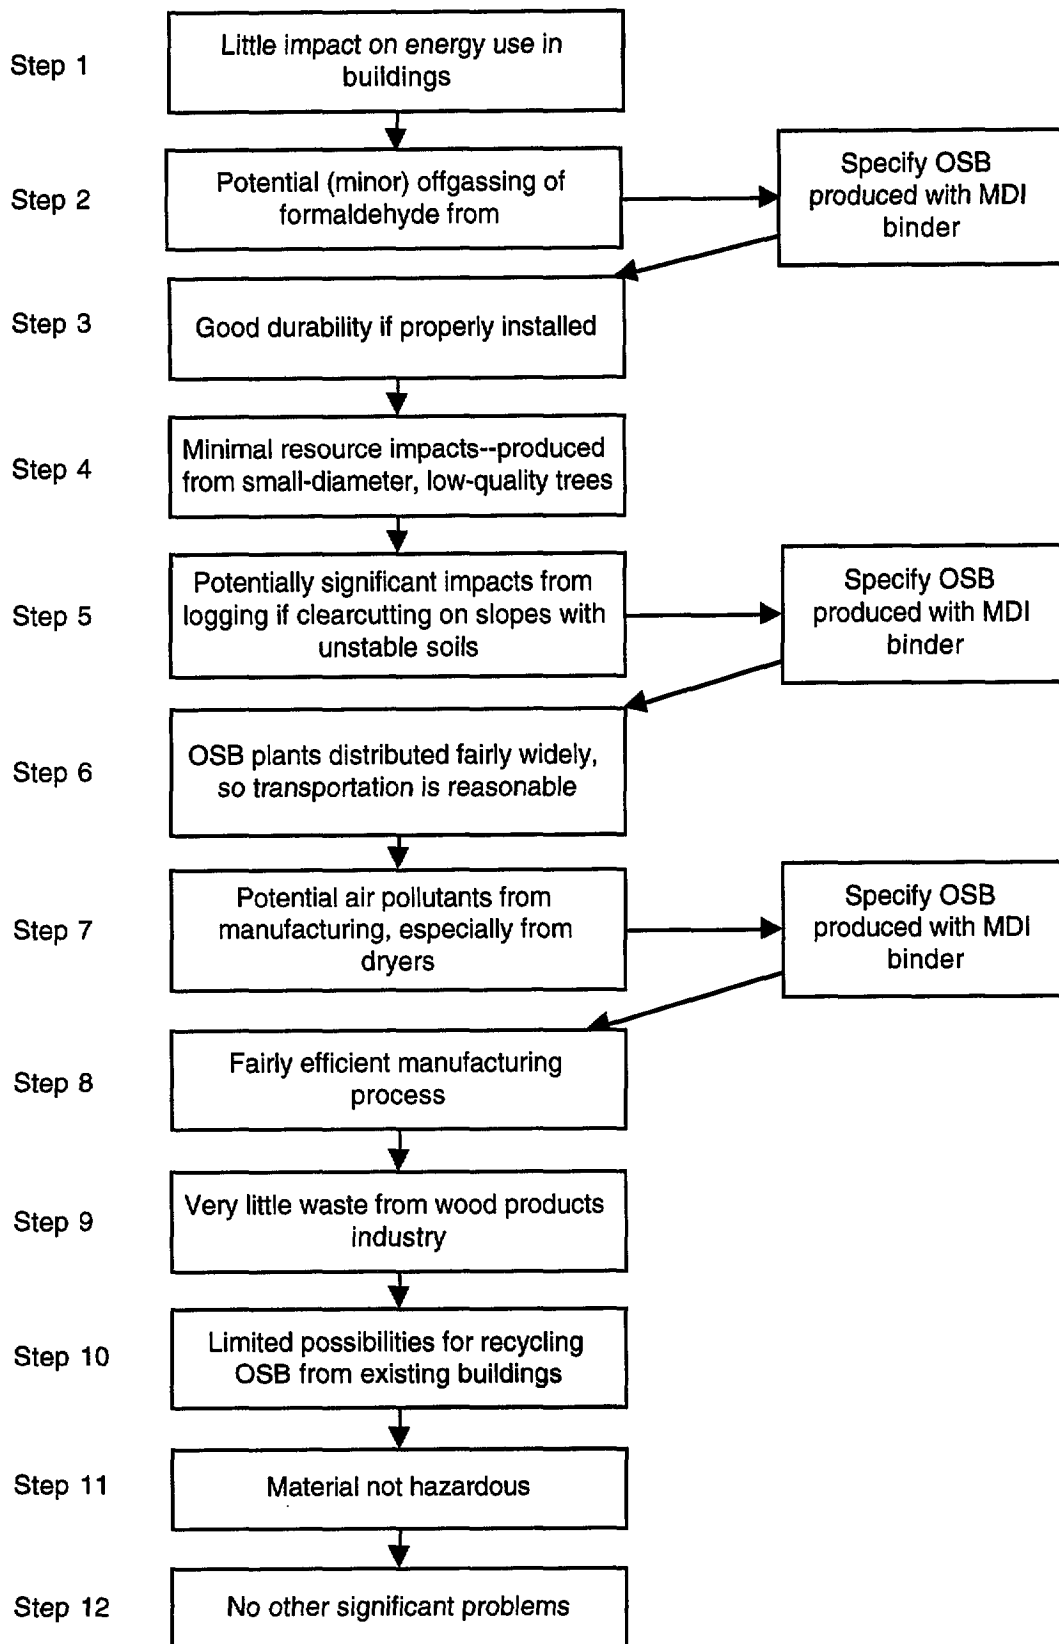 Step 1
Little impact on energy use in
buildings
Step 2
Potential (minor) offgassing of
formaldehyde from
Specify OSB
produced with MDI
binder
Step 3
Good durability if properly installed
Step 4
Minimal resource impacts--produced
from small-diameter, low-quality trees
Step 5
Potentially significant impacts from
logging if clearcutting on slopes with
unstable soils
Specify OSB
produced with MDI
binder
Step 6
OSB plants distributed fairly widely,
so transportation is reasonable
Step 7
Potential air pollutants from
manufacturing, especially from
dryers
Specify OSB
produced with MDI
binder
Step 8
Fairly efficient manufacturing
process
Step 9
Very little waste from wood products
industry
Step 10
Limited possibilities for recycling
OSB from existing buildings
Step 11
Material not hazardous
Step 12
No other significant problems